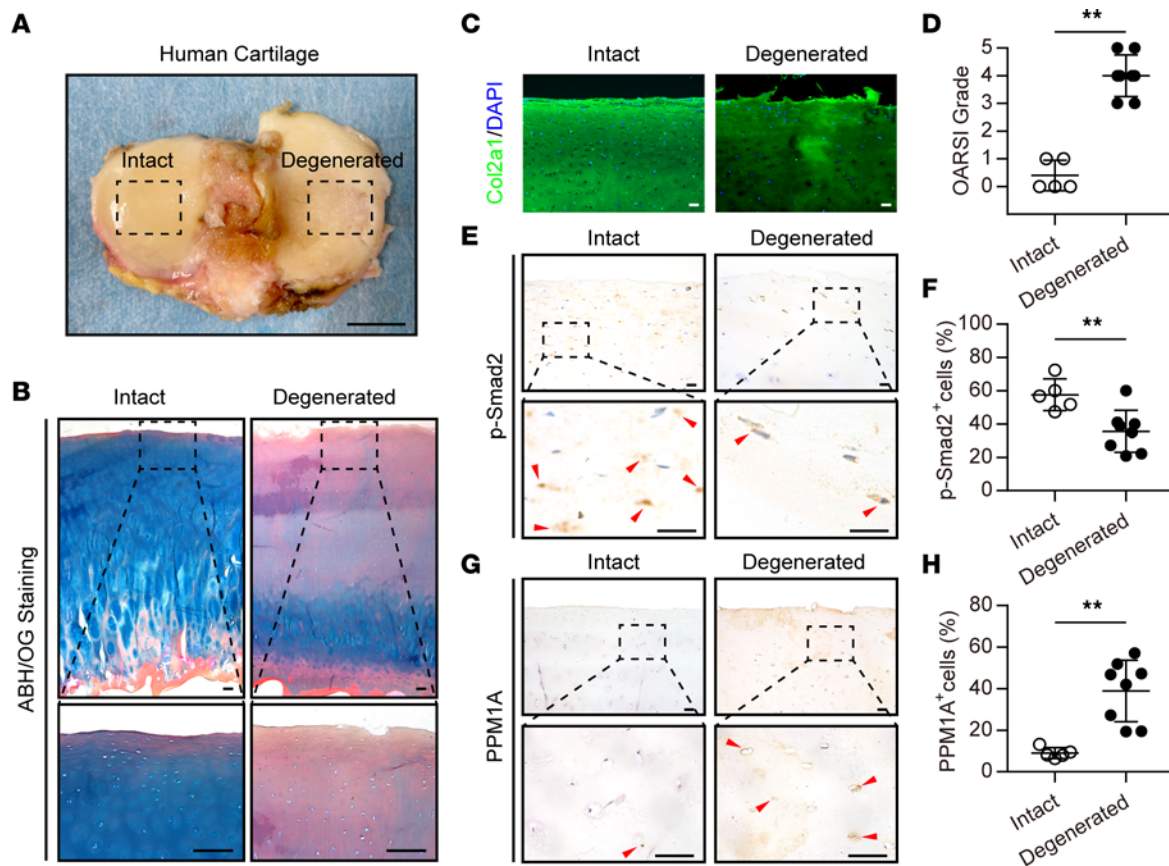 A
Human Cartilage
Intact
Degenerated
B
Intact
Degenerated
ABH/OG Staining
C
Intact
Degenerated
Col2a1/DAPI
D
**
OARSI Grade
5
4
3
2
1
0
Intact
Degenerated
E
Intact
Degenerated
p-Smad2
F
**
p-Smad2+cells (%)
100
80
60
40
20
0
Intact
Degenerated
G
Intact
Degenerated
PPM1A
H
**
PPM1A+cells (%)
80
60
40
20
0
Intact
Degenerated